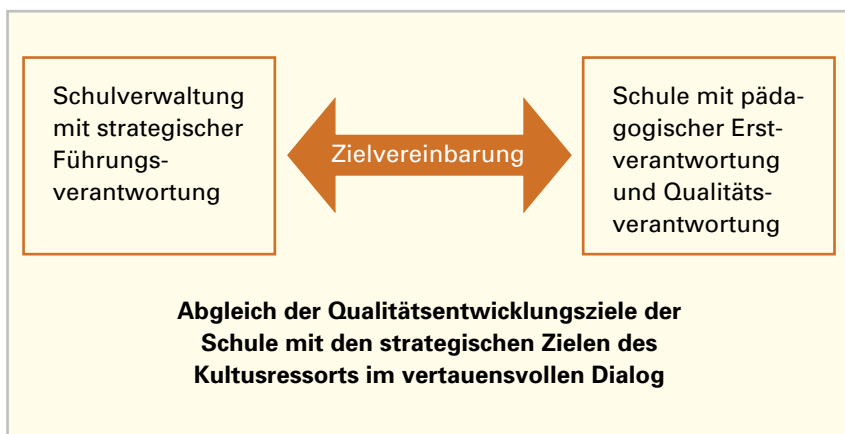 Schulverwaltung
mit strategischer
Führungs-
verantwortung
Zielvereinbarung
Schule mit päda-
gogischer Erst-
verantwortung
und Qualitäts-
verantwortung
Abgleich der Qualitätsentwicklungsziele der
Schule mit den strategischen Zielen des
Kultusressorts im vertauensvollen Dialog